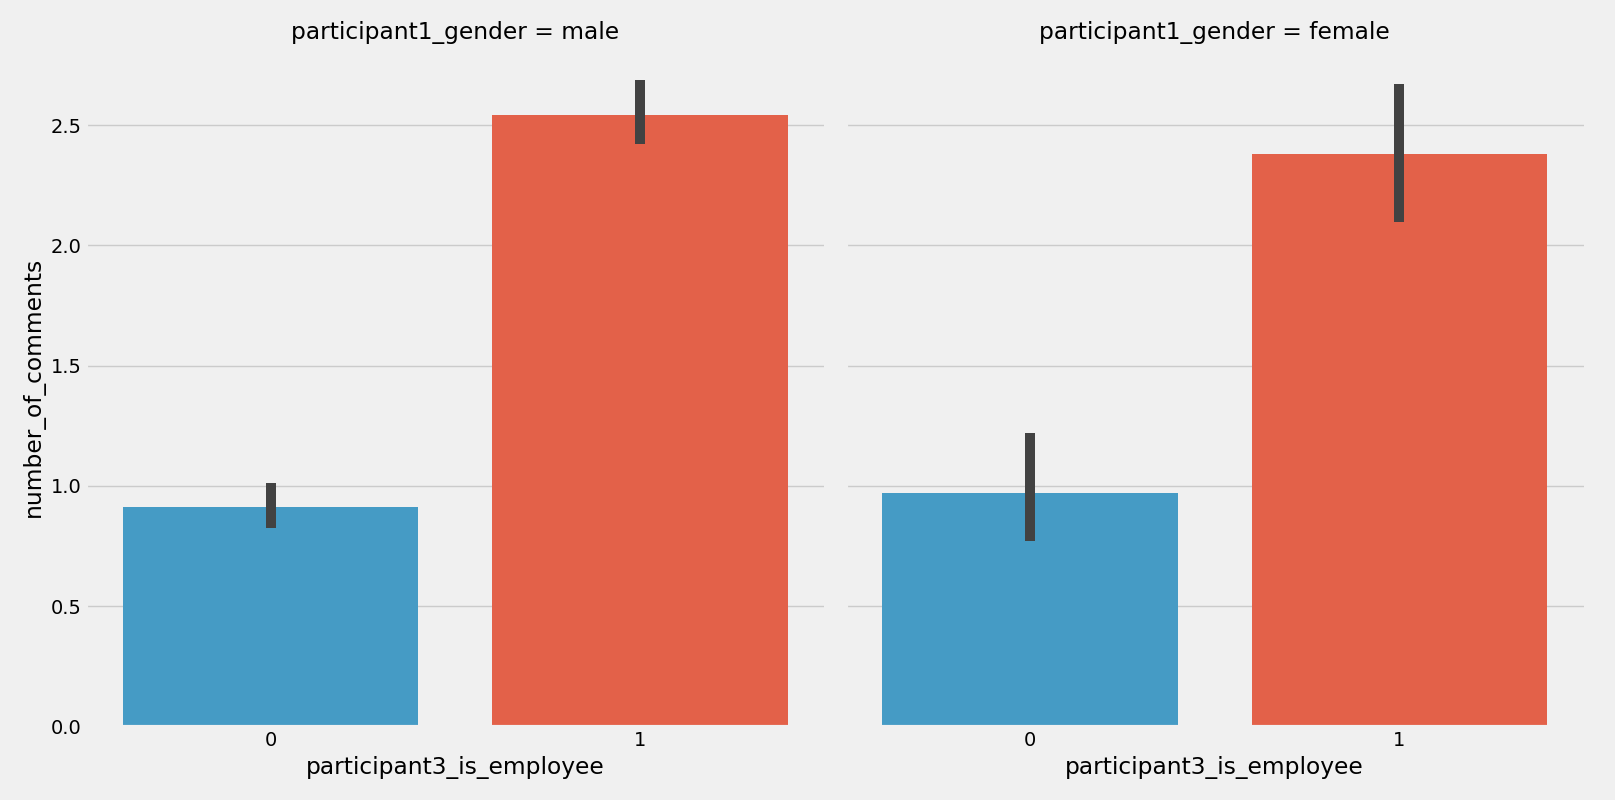 participant1_gender = male
participant1_gender = female
number_of_comments
2.5
2.0
1.5
1.0
0.5
0.0
0
1
0
1
participant3_is_employee
participant3_is_employee